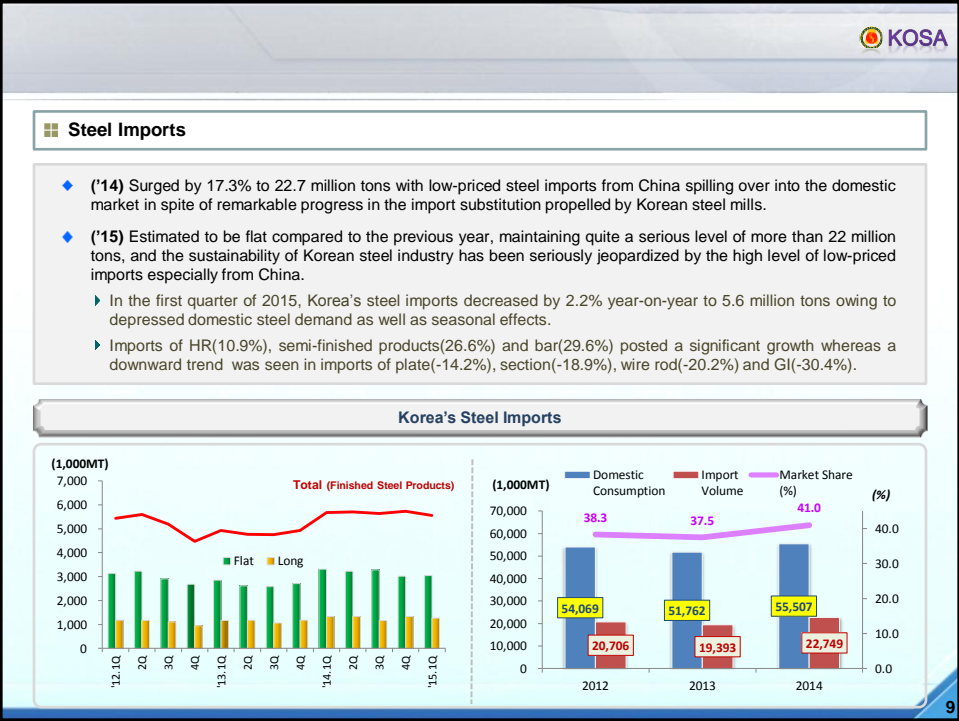 KOSA
Steel Imports
(’14) Surged by 17.3% to 22.7 million tons with low-priced steel imports from China spilling over into the domestic
market in spite of remarkable progress in the import substitution propelled by Korean steel mills.
(’15) Estimated to be flat compared to the previous year, maintaining quite a serious level of more than 22 million
tons, and the sustainability of Korean steel industry has been seriously jeopardized by the high level of low-priced
imports especially from China.
In the first quarter of 2015, Korea’s steel imports decreased by 2.2% year-on-year to 5.6 million tons owing to
depressed domestic steel demand as well as seasonal effects.
Imports of HR(10.9%), semi-finished products(26.6%) and bar(29.6%) posted a significant growth whereas a
downward trend was seen in imports of plate(-14.2%), section(-18.9%), wire rod(-20.2%) and GI(-30.4%).
Korea’s Steel Imports
(1,000MT)
Total (Finished Steel Products)
7,000
6,000
5,000
4,000
3,000
2,000
1,000
0
Flat Long
'12.1Q 2Q 3Q 4Q '13.1Q 2Q 3Q 4Q '14.1Q 2Q 3Q 4Q '15.1Q
(1,000MT)
Domestic Consumption
Import Volume
Market Share (%)
(%)
70,000
60,000
50,000
40,000
30,000
20,000
10,000
0
38.3 37.5 41.0
54,069 51,762 55,507
20,706 19,393 22,749
40.0
30.0
20.0
10.0
0.0
2012 2013 2014
9